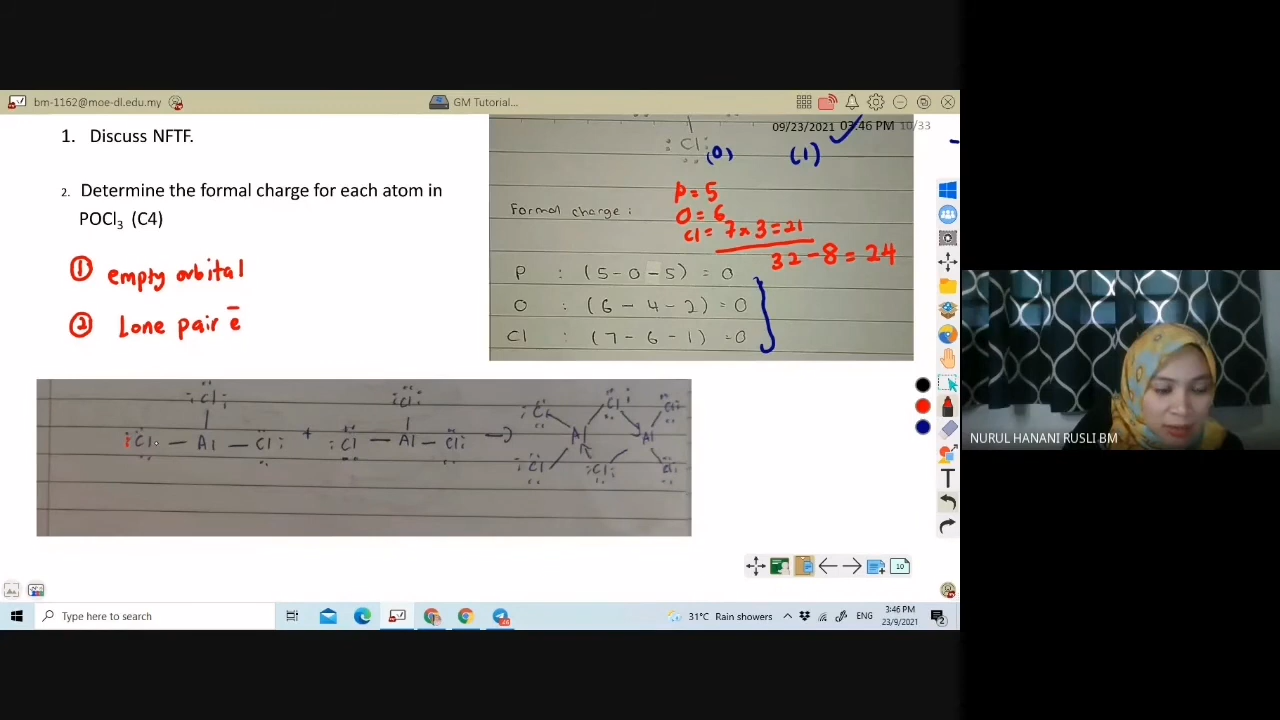 bm-1162@moe-dl.edu.my
GM Tutorial...
1. Discuss NFTF.
2. Determine the formal charge for each atom in
POCl₃ (C4)
① empty orbital
② Lone pair ē
09/23/2021 03:46 PM 10/33
:Cl: (0) (1)
P = 5
O = 6
Cl = 7 x 3 = 21
32 - 8 = 24
Formal charge :
P : (5 - 0 - 5) = 0
O : (6 - 4 - 2) = 0
Cl : (7 - 6 - 1) = 0
Cl Cl Cl Cl Cl
Cl — Al — Cl + Cl — Al — Cl → Al Al
Cl Cl Cl
NURUL HANANI RUSLI BM
T
10
Type here to search
31°C Rain showers
ENG
3:46 PM
23/9/2021
2